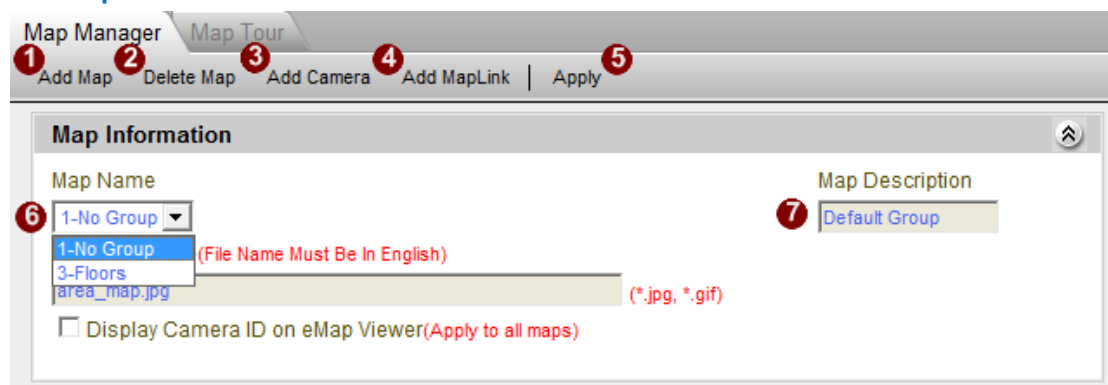 Map Manager Map Tour
1 2 3 4 5
Add Map Delete Map Add Camera Add MapLink | Apply
Map Information
Map Name Map Description
6 1-No Group 7 Default Group
1-No Group (File Name Must Be In English)
3-Floors
area_map.jpg (*.jpg, *.gif)
Display Camera ID on eMap Viewer(Apply to all maps)